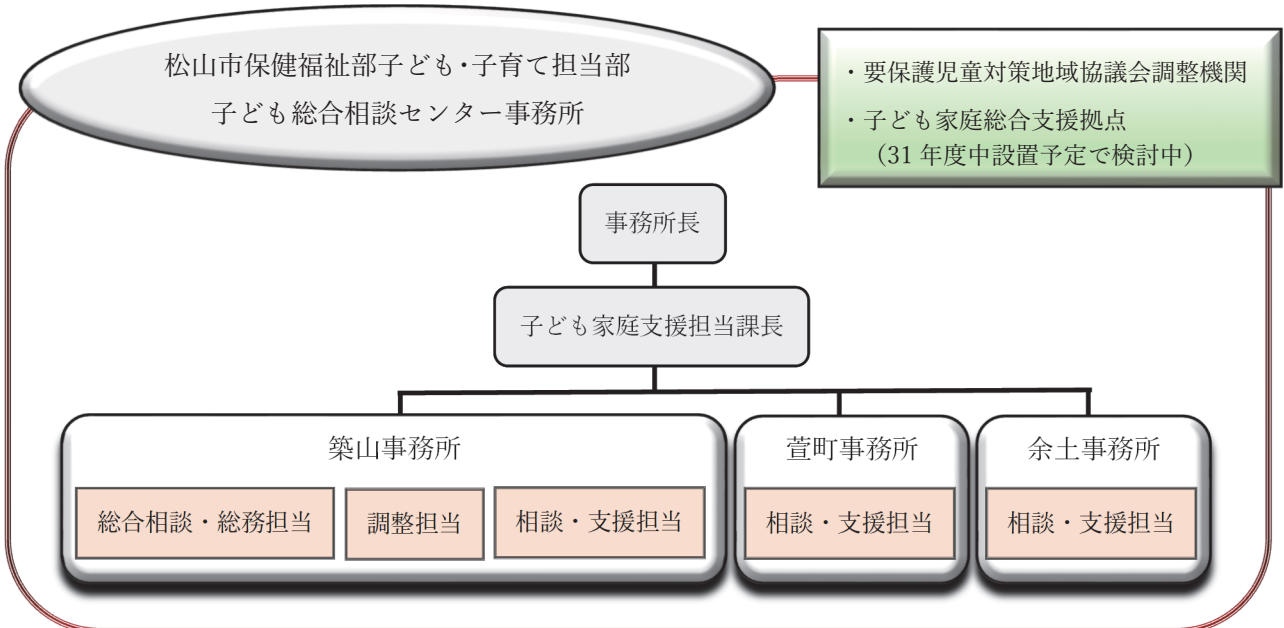 松山市保健福祉部子ども・子育て担当部
子ども総合相談センター事務所
・要保護児童対策地域協議会調整機関
・子ども家庭総合支援拠点
（31 年度中設置予定で検討中）
事務所長
子ども家庭支援担当課長
築山事務所
総合相談・総務担当
調整担当
相談・支援担当
萱町事務所
相談・支援担当
余土事務所
相談・支援担当